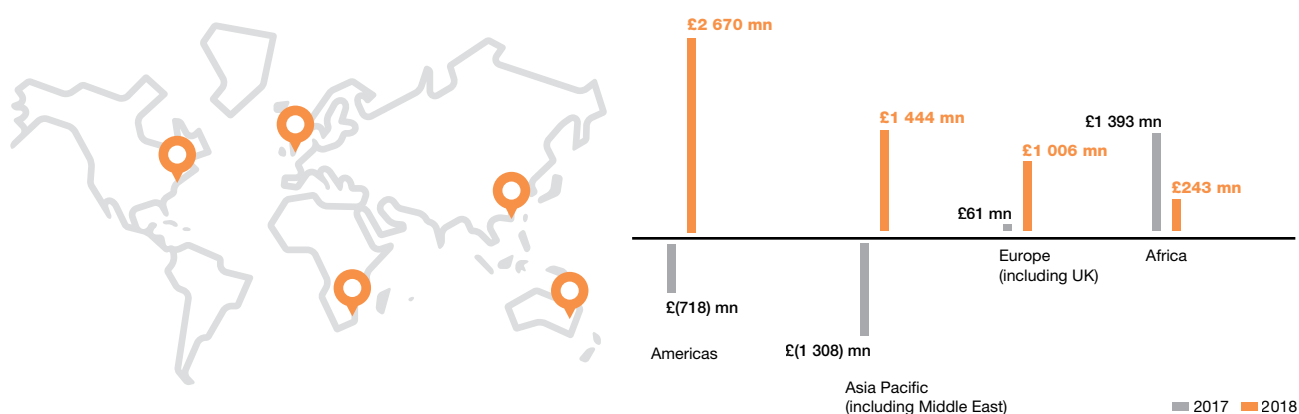 £2 670 mn
£1 444 mn
£1 393 mn
£1 006 mn
£243 mn
£61 mn
Europe
(including UK)
Africa
£(718) mn
Americas
£(1 308) mn
Asia Pacific
(including Middle East)
2017 2018